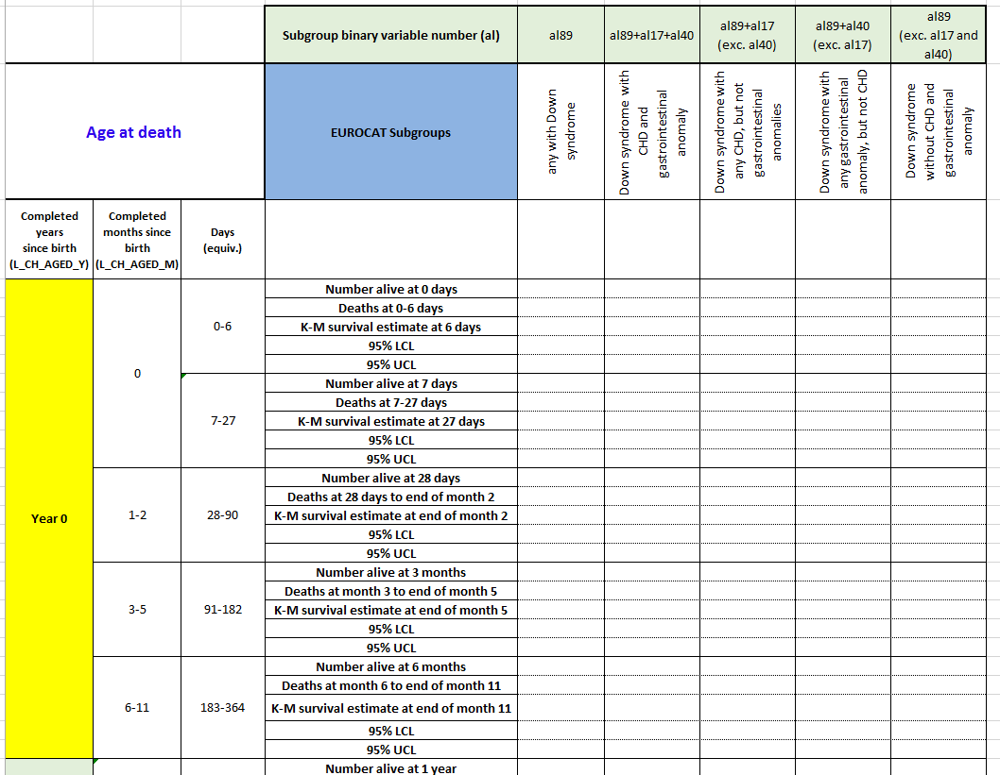 Subgroup binary variable number (al)
al89
al89+al17+al40
al89+al17
(exc. al40)
al89+al40
(exc. al17)
al89
(exc. al17 and
al40)
Age at death
EUROCAT Subgroups
any with Down
syndrome
Down syndrome with
CHD and
gastrointestinal
anomaly
Down syndrome with
any CHD, but not
gastrointestinal
anomalies
Down syndrome with
any gastrointestinal
anomaly, but not CHD
Down syndrome
without CHD and
gastrointestinal
anomaly
Completed
years
since birth
(L_CH_AGED_Y)
Completed
months since
birth
(L_CH_AGED_M)
Days
(equiv.)
Year 0
0
0-6
Number alive at 0 days
Deaths at 0-6 days
K-M survival estimate at 6 days
95% LCL
95% UCL
7-27
Number alive at 7 days
Deaths at 7-27 days
K-M survival estimate at 27 days
95% LCL
95% UCL
1-2
28-90
Number alive at 28 days
Deaths at 28 days to end of month 2
K-M survival estimate at end of month 2
95% LCL
95% UCL
3-5
91-182
Number alive at 3 months
Deaths at month 3 to end of month 5
K-M survival estimate at end of month 5
95% LCL
95% UCL
6-11
183-364
Number alive at 6 months
Deaths at month 6 to end of month 11
K-M survival estimate at end of month 11
95% LCL
95% UCL
Number alive at 1 year